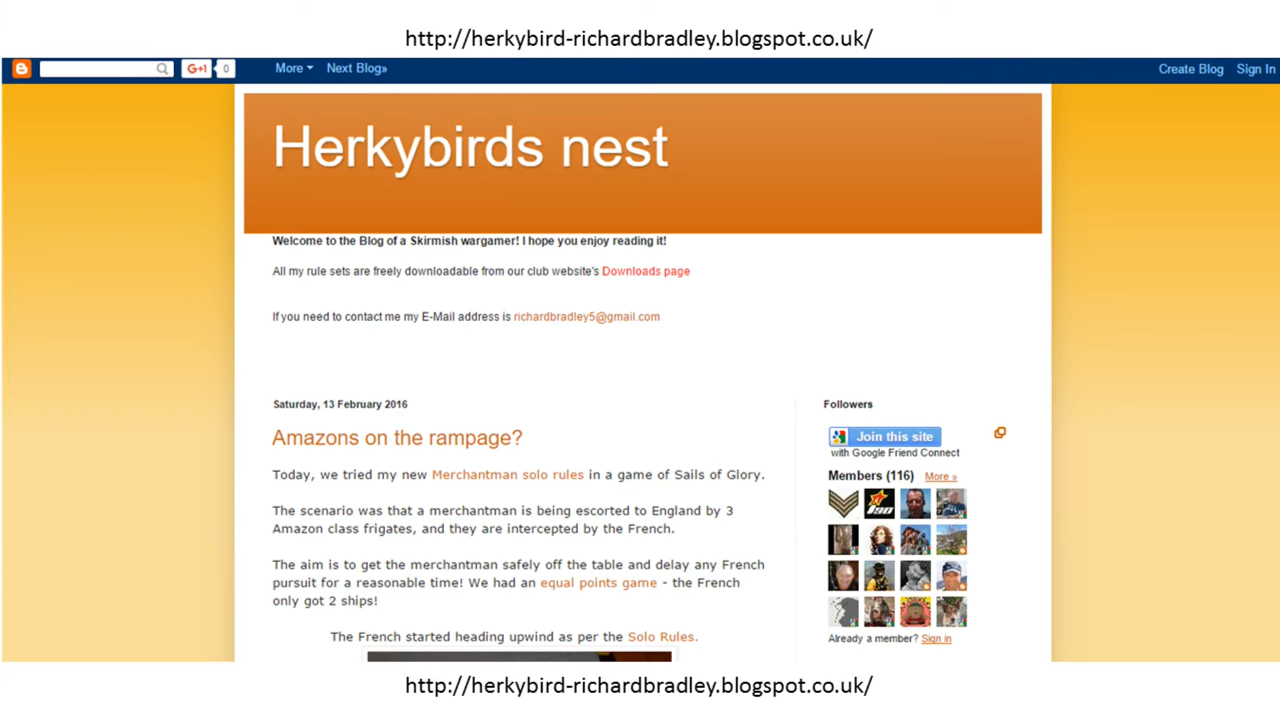 http://herkybird-richardbradley.blogspot.co.uk/
G+1 0 More Next Blog» Create Blog Sign In
Herkybirds nest
Welcome to the Blog of a Skirmish wargamer! I hope you enjoy reading it!
All my rule sets are freely downloadable from our club website's Downloads page
If you need to contact me my E-Mail address is richardbradley5@gmail.com
Saturday, 13 February 2016
Amazons on the rampage?
Today, we tried my new Merchantman solo rules in a game of Sails of Glory.
The scenario was that a merchantman is being escorted to England by 3
Amazon class frigates, and they are intercepted by the French.
The aim is to get the merchantman safely off the table and delay any French
pursuit for a reasonable time! We had an equal points game - the French
only got 2 ships!
The French started heading upwind as per the Solo Rules.
Followers
Join this site
with Google Friend Connect
Members (116) More »
196
Already a member? Sign in
http://herkybird-richardbradley.blogspot.co.uk/